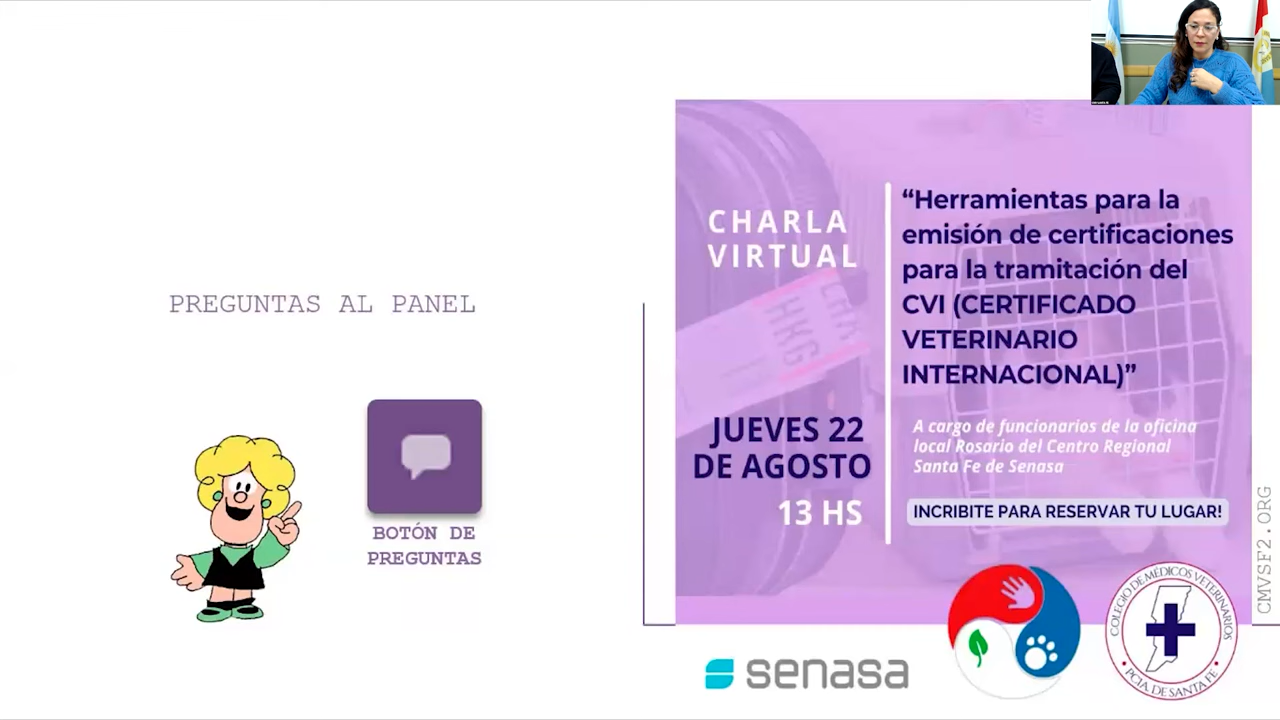 PREGUNTAS AL PANEL
BOTÓN DE
PREGUNTAS
CHARLA
VIRTUAL
JUEVES 22
DE AGOSTO
13 HS
“Herramientas para la
emisión de certificaciones
para la tramitación del
CVI (CERTIFICADO
VETERINARIO
INTERNACIONAL)”
A cargo de funcionarios de la oficina
local Rosario del Centro Regional
Santa Fe de Senasa
INCRIBITE PARA RESERVAR TU LUGAR!
HKG
senasa
COLEGIO DE MÉDICOS VETERINARIOS
• PCIA DE SANTA FE •
CMVSF2.ORG